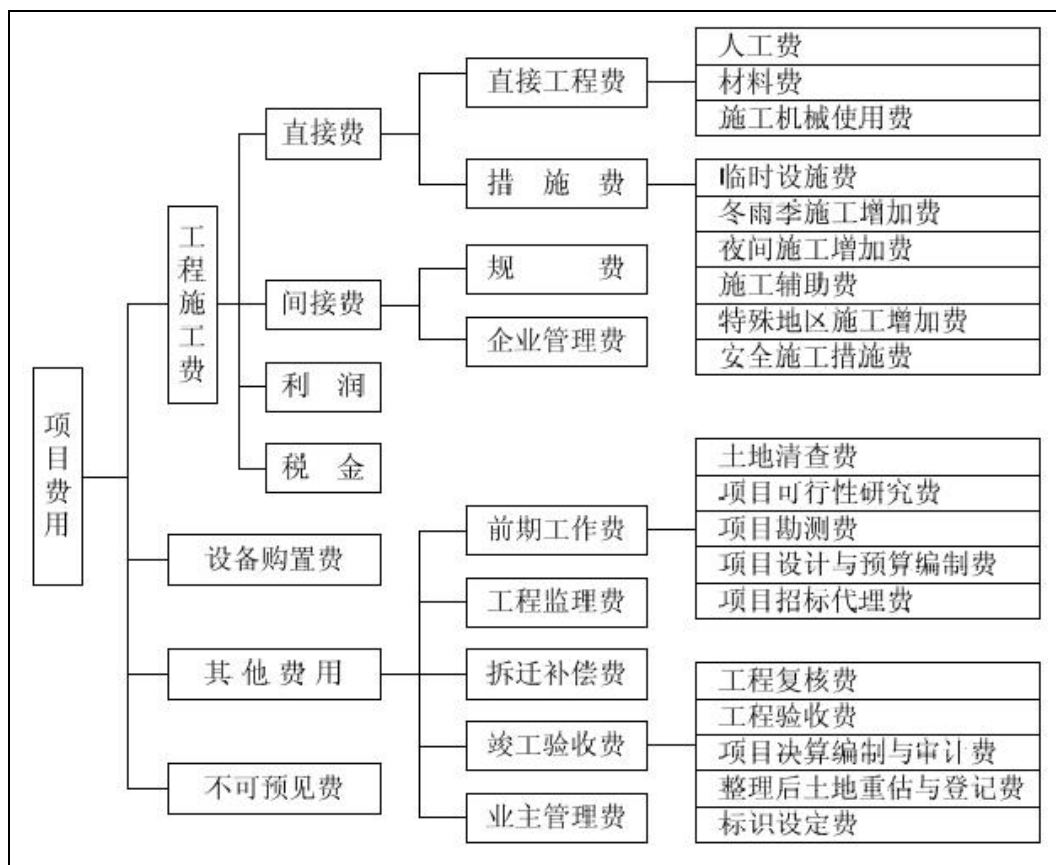 项目费用
工程施工费
直接费
直接工程费
人工费
材料费
施工机械使用费
措 施 费
临时设施费
冬雨季施工增加费
夜间施工增加费
施工辅助费
特殊地区施工增加费
安全施工措施费
间接费
规 费
企业管理费
利 润
税 金
设备购置费
其 他 费 用
前期工作费
土地清查费
项目可行性研究费
项目勘测费
项目设计与预算编制费
项目招标代理费
工程监理费
拆迁补偿费
竣工验收费
工程复核费
工程验收费
项目决算编制与审计费
整理后土地重估与登记费
标识设定费
业主管理费
不可预见费